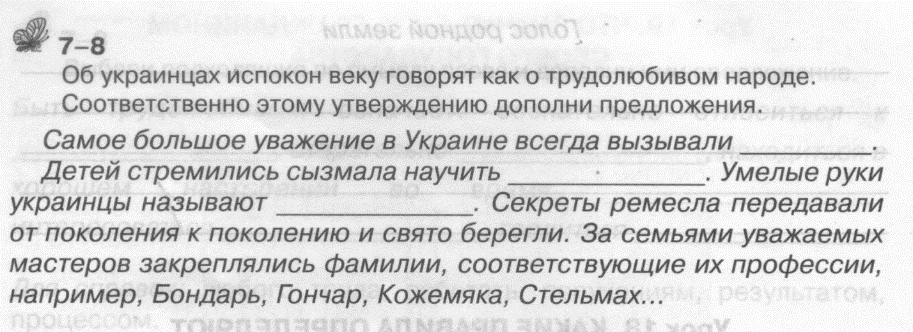 7–8
Об украинцах испокон веку говорят как о трудолюбивом народе.
Соответственно этому утверждению дополни предложения.
Самое большое уважение в Украине всегда вызывали ____________.
Детей стремились сызмала научить ______________. Умелые руки
украинцы называют ______________. Секреты ремесла передавали
от поколения к поколению и свято берегли. За семьями уважаемых
мастеров закреплялись фамилии, соответствующие их профессии,
например, Бондарь, Гончар, Кожемяка, Стельмах...